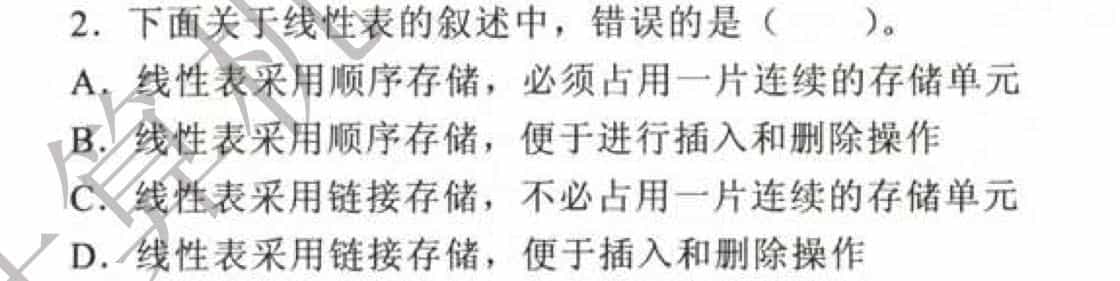 2. 下面关于线性表的叙述中，错误的是（　　）。
A. 线性表采用顺序存储，必须占用一片连续的存储单元
B. 线性表采用顺序存储，便于进行插入和删除操作
C. 线性表采用链接存储，不必占用一片连续的存储单元
D. 线性表采用链接存储，便于插入和删除操作